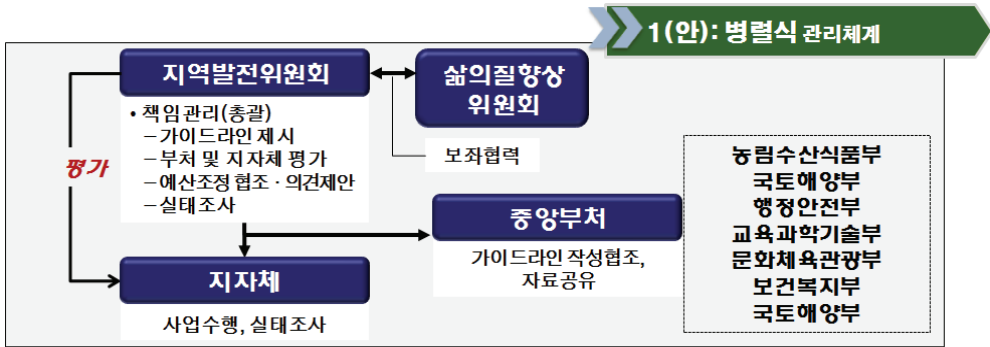 1(안): 병렬식 관리체계
지역발전위원회
• 책임관리(총괄)
－가이드라인 제시
－부처 및 지자체 평가
－예산조정 협조 · 의견제안
－실태조사
평가
삶의질향상
위원회
보좌협력
중앙부처
가이드라인 작성협조,
자료공유
지자체
사업수행, 실태조사
농림수산식품부
국토해양부
행정안전부
교육과학기술부
문화체육관광부
보건복지부
국토해양부